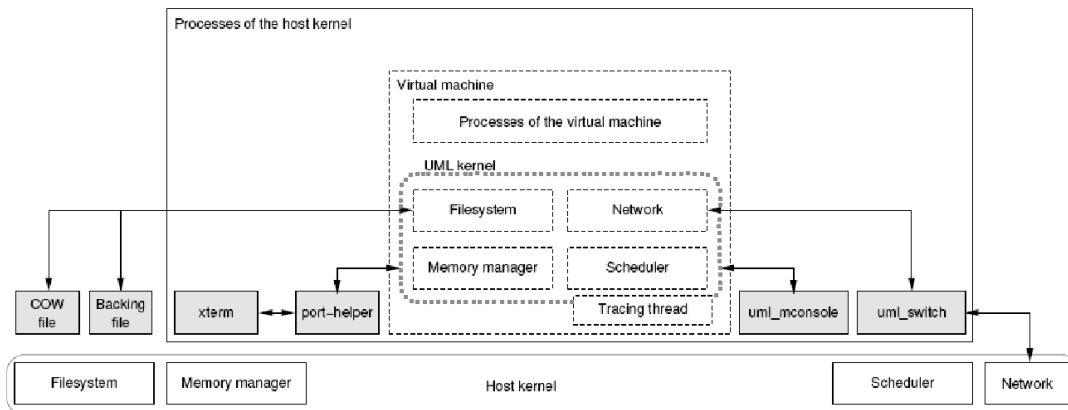 Processes of the host kernel
Virtual machine
Processes of the virtual machine
UML kernel
Filesystem
Network
Memory manager
Scheduler
Tracing thread
COW
file
Backing
file
xterm
port-helper
uml_mconsole
uml_switch
Filesystem
Memory manager
Host kernel
Scheduler
Network